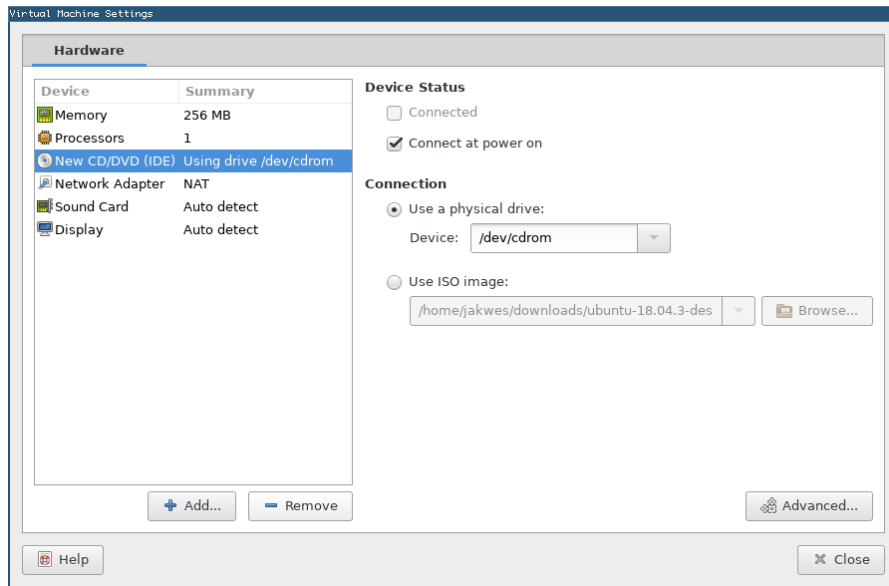 Virtual Machine Settings
Hardware
Device Summary
Memory 256 MB
Processors 1
New CD/DVD (IDE) Using drive /dev/cdrom
Network Adapter NAT
Sound Card Auto detect
Display Auto detect
Add... Remove
Device Status
Connected
Connect at power on
Connection
Use a physical drive:
Device: /dev/cdrom
Use ISO image:
/home/jakwes/downloads/ubuntu-18.04.3-des Browse...
Advanced...
Help Close